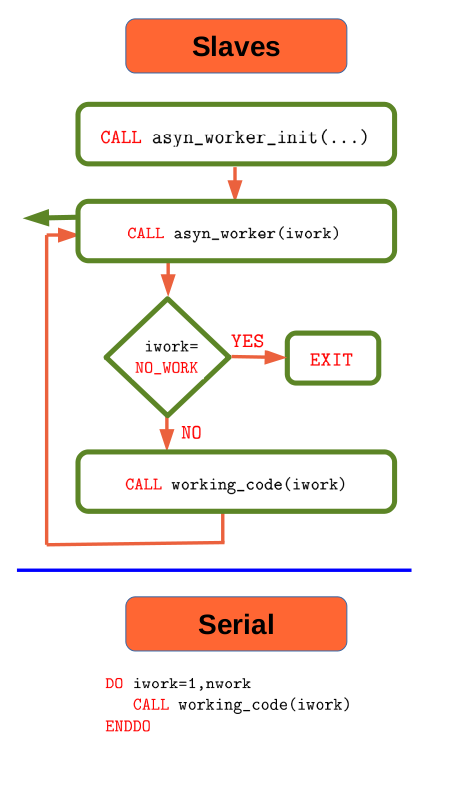 Slaves
CALL asyn_worker_init(...)
CALL asyn_worker(iwork)
iwork=
NO_WORK
YES
EXIT
NO
CALL working_code(iwork)
Serial
DO iwork=1,nwork
CALL working_code(iwork)
ENDDO